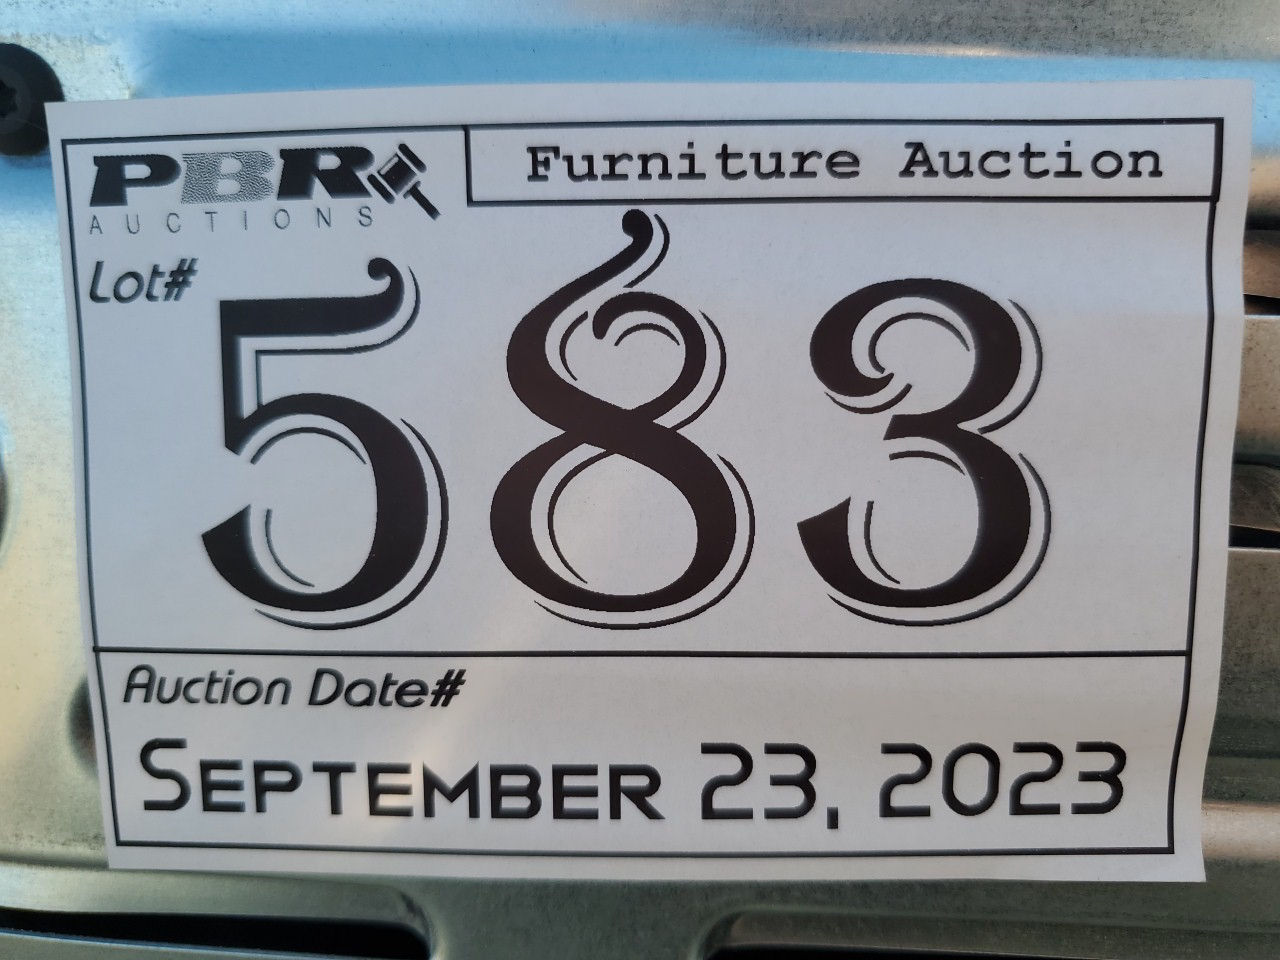 PBR
AUCTIONS
Furniture Auction
Lot#
583
Auction Date#
September 23, 2023